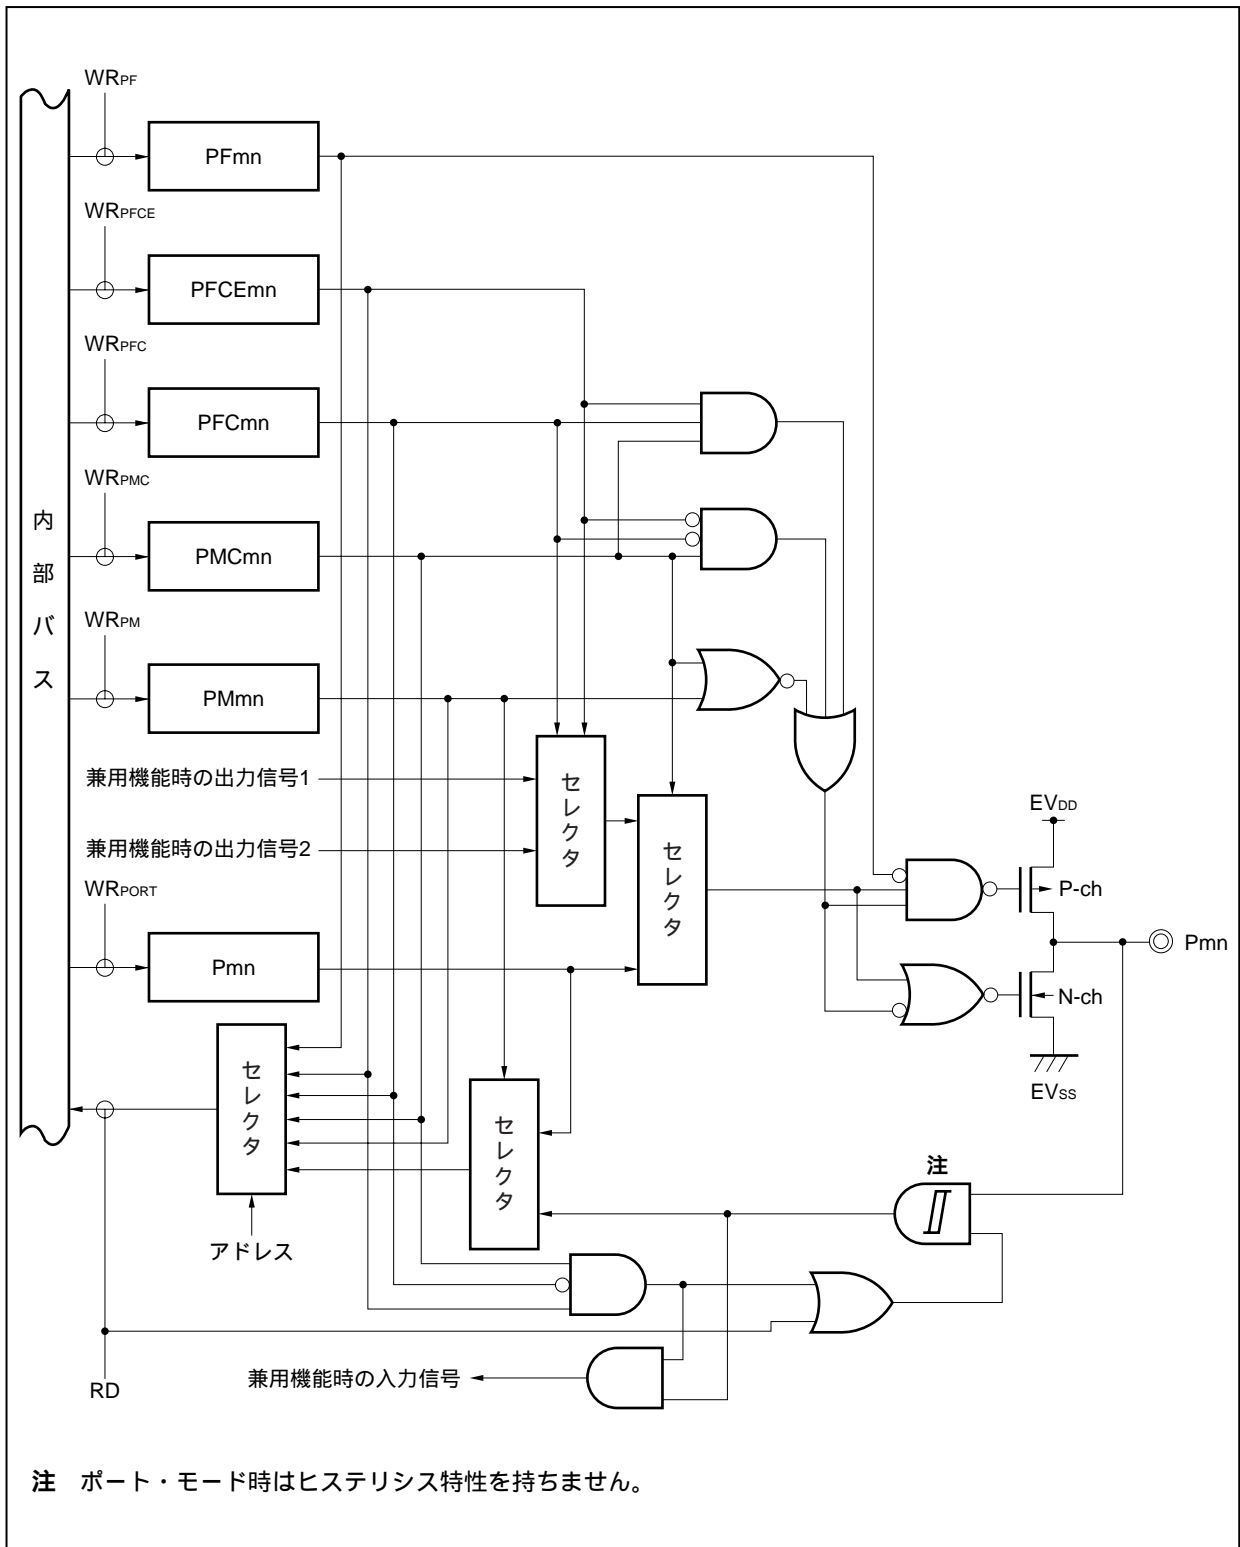 WRPF
PFmn
WRPFCE
PFCEmn
WRPFC
PFCmn
WRPMC
PMCmn
内部バス
WRPM
PMmn
兼用機能時の出力信号1
セレクタ
兼用機能時の出力信号2
セレクタ
WRPORT
Pmn
EVDD
P-ch
Pmn
N-ch
EVSS
セレクタ
セレクタ
アドレス
注
RD
兼用機能時の入力信号
注 ポート・モード時はヒステリシス特性を持ちません。